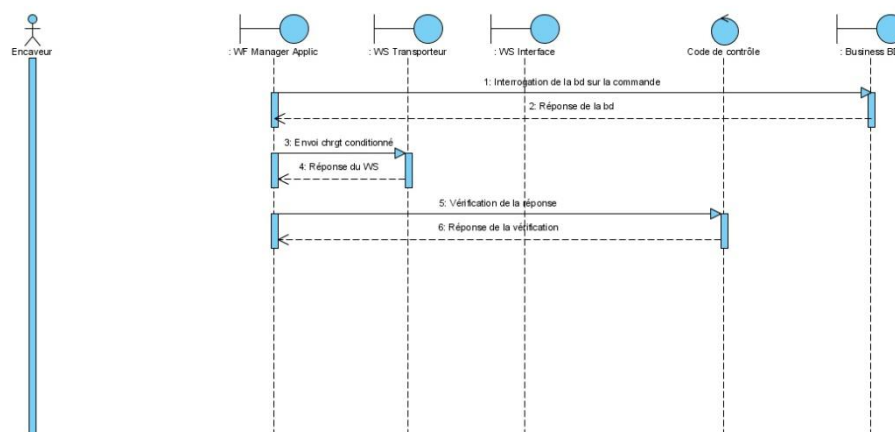 Encaveur
: WF Manager Applic
: WS Transporteur
: WS Interface
Code de contrôle
: Business BD
1: Interrogation de la bd sur la commande
2: Réponse de la bd
3: Envoi chrgt conditionné
4: Réponse du WS
5: Vérification de la réponse
6: Réponse de la vérification